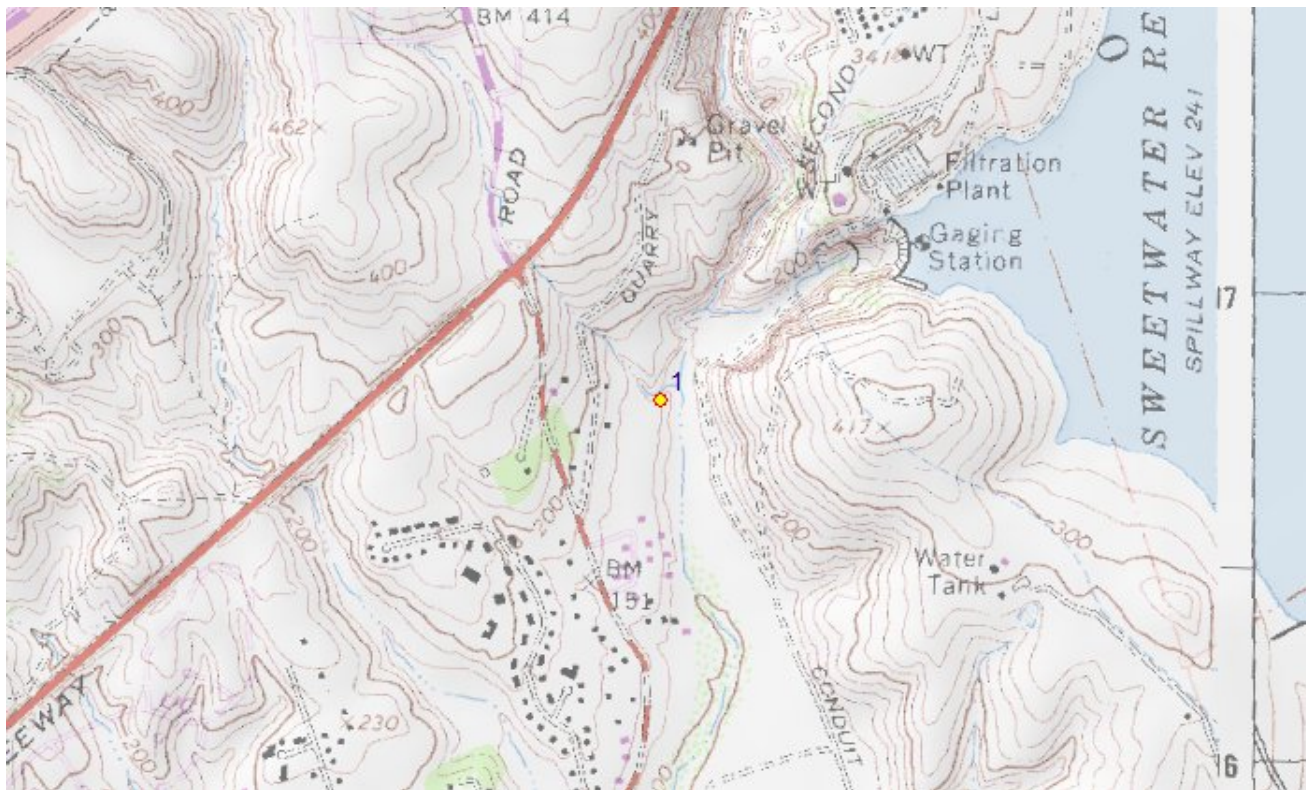 BM 414
400
400
O
3418
WT
SECOND
462
Gravel
Pit
ROAD
WT
Filtration
Plant
SWEETWATER RE
SPILLWAY ELEV 241
QUARRY
Gaging
Station
400
200
300
17
1
417
200
200
200
300
BM
151
Water
Tank
CONDUIT
EEWAY
230
200
16